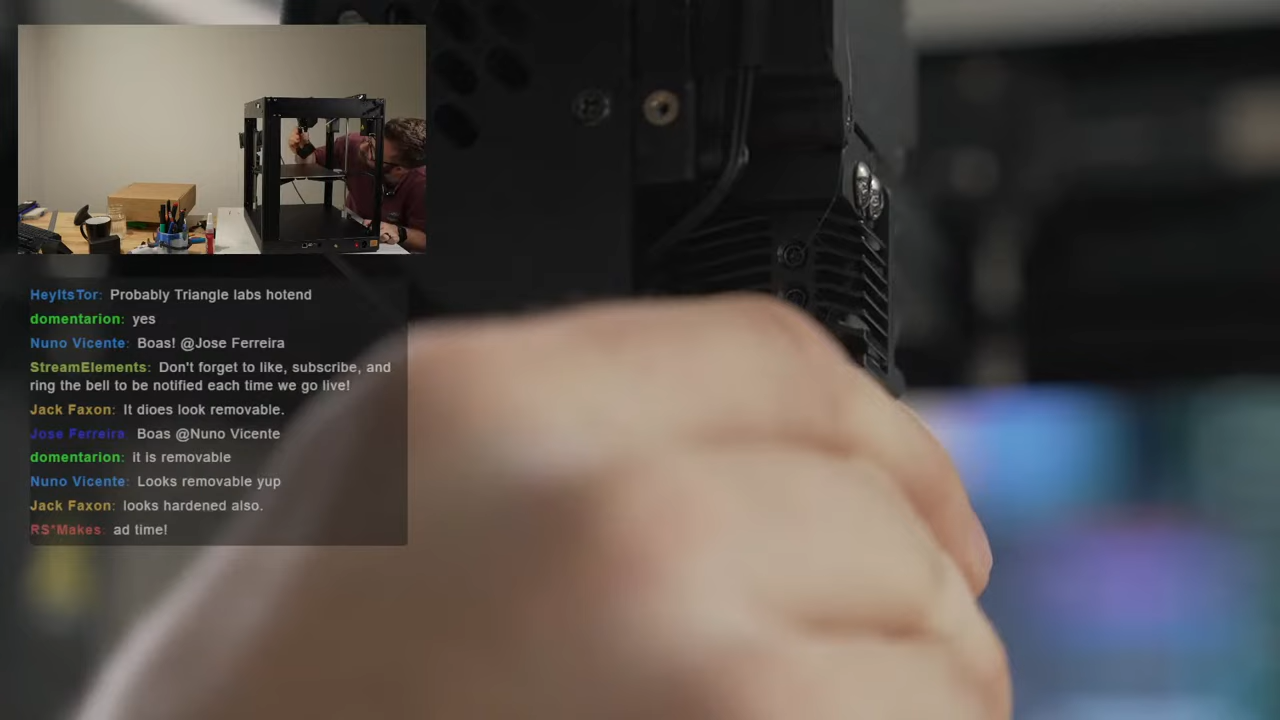 HeyItsTor: Probably Triangle labs hotend
domentarion: yes
Nuno Vicente: Boas! @Jose Ferreira
StreamElements: Don't forget to like, subscribe, and
ring the bell to be notified each time we go live!
Jack Faxon: It dioes look removable.
Jose Ferreira: Boas @Nuno Vicente
domentarion: it is removable
Nuno Vicente: Looks removable yup
Jack Faxon: looks hardened also.
RS*Makes: ad time!